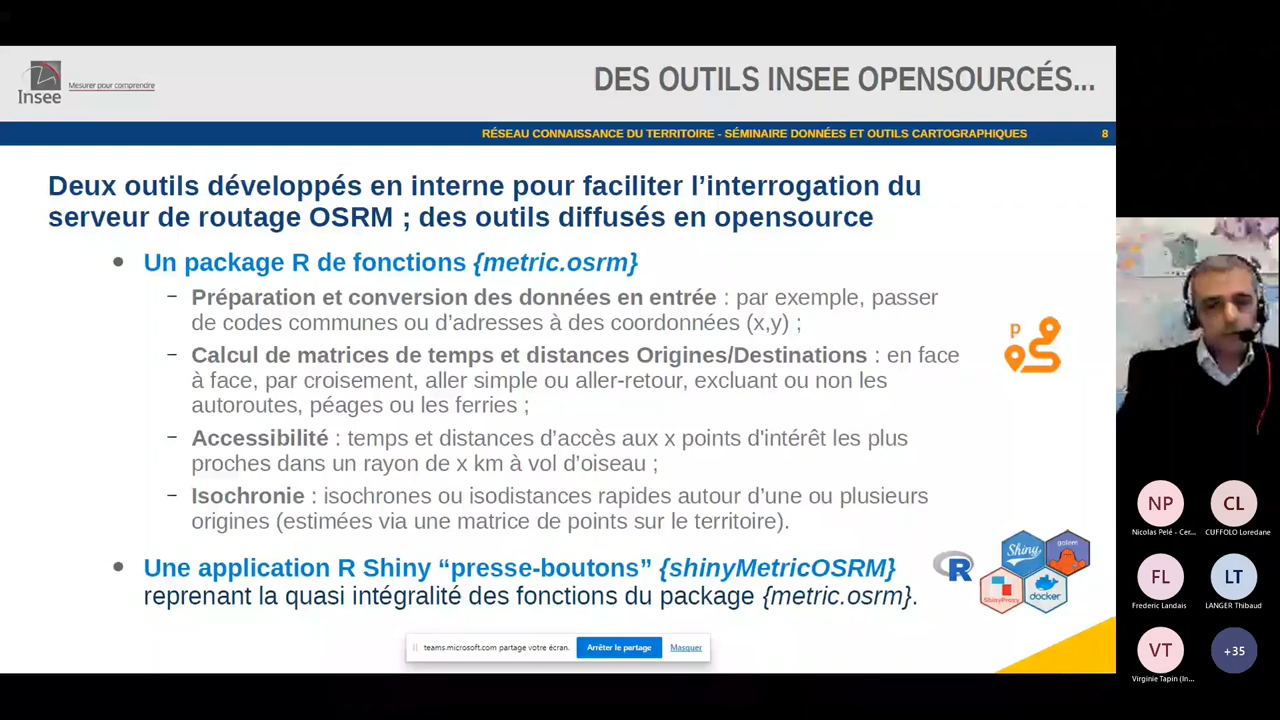 Insee
Mesurer pour comprendre
DES OUTILS INSEE OPENSOURCÉS...
RÉSEAU CONNAISSANCE DU TERRITOIRE - SÉMINAIRE DONNÉES ET OUTILS CARTOGRAPHIQUES
8
Deux outils développés en interne pour faciliter l’interrogation du
serveur de routage OSRM ; des outils diffusés en opensource
• Un package R de fonctions {metric.osrm}
– Préparation et conversion des données en entrée : par exemple, passer
de codes communes ou d’adresses à des coordonnées (x,y) ;
– Calcul de matrices de temps et distances Origines/Destinations : en face
à face, par croisement, aller simple ou aller-retour, excluant ou non les
autoroutes, péages ou les ferries ;
– Accessibilité : temps et distances d’accès aux x points d'intérêt les plus
proches dans un rayon de x km à vol d’oiseau ;
– Isochronie : isochrones ou isodistances rapides autour d’une ou plusieurs
origines (estimées via une matrice de points sur le territoire).
• Une application R Shiny “presse-boutons” {shinyMetricOSRM}
reprenant la quasi intégralité des fonctions du package {metric.osrm}.
p
R
Shiny
golem
ShinyProxy
docker
teams.microsoft.com partage votre écran.
Arrêter le partage
Masquer
NP
CL
Nicolas Pelé - Cer...
CUFFOLO Loredane
FL
LT
Frederic Landais
LANGER Thibaud
VT
+35
Virginie Tapin (In...